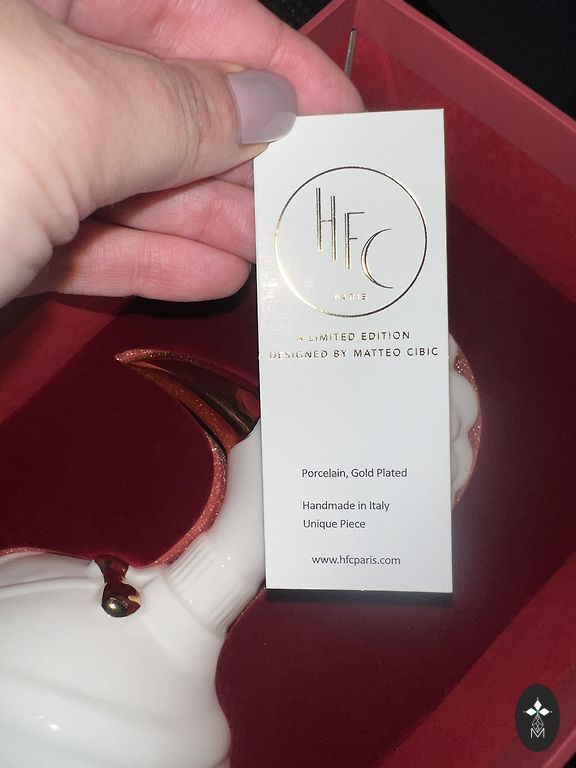 HFC
PARIS
A LIMITED EDITION
DESIGNED BY MATTEO CIBIC
Porcelain, Gold Plated
Handmade in Italy
Unique Piece
www.hfcparis.com
M